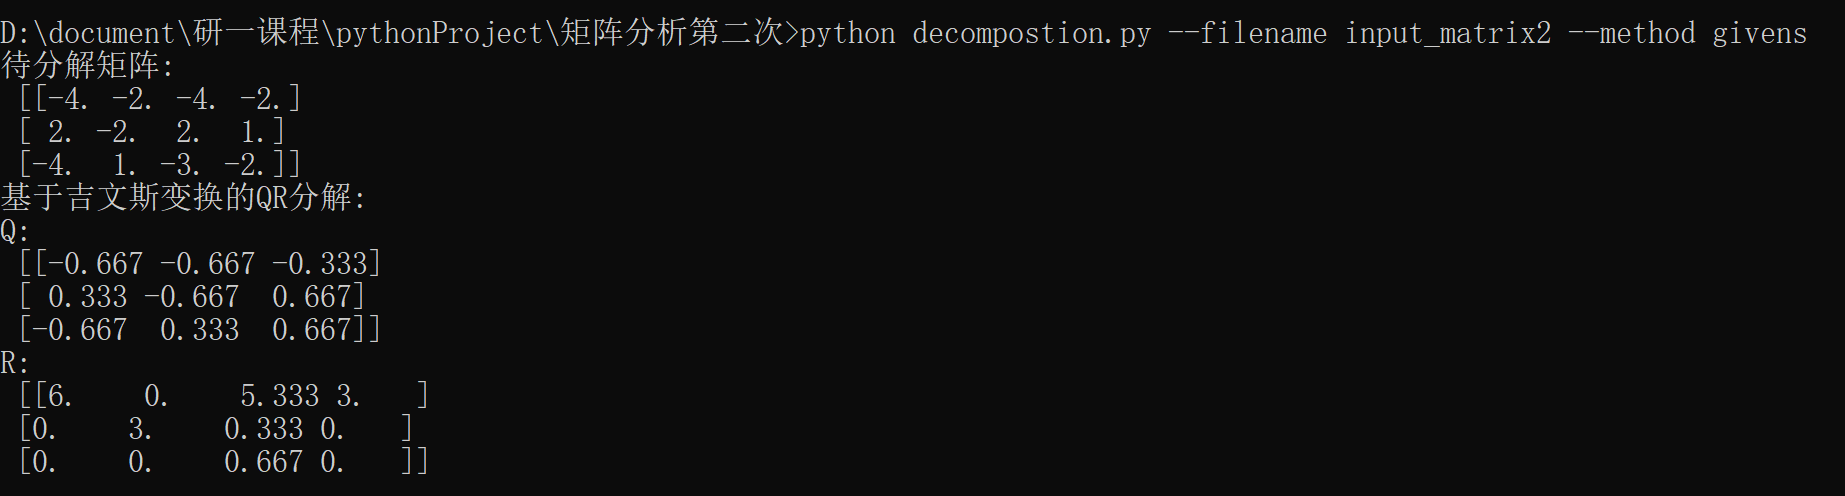 D:\document\研一课程\pythonProject\矩阵分析第二次>python decompostion.py --filename input_matrix2 --method givens
待分解矩阵:
[[-4. -2. -4. -2.]
[ 2. -2. 2. 1.]
[-4. 1. -3. -2.]]
基于吉文斯变换的QR分解:
Q:
[[-0.667 -0.667 -0.333]
[ 0.333 -0.667 0.667]
[-0.667 0.333 0.667]]
R:
[[6. 0. 5.333 3. ]
[0. 3. 0.333 0. ]
[0. 0. 0.667 0. ]]